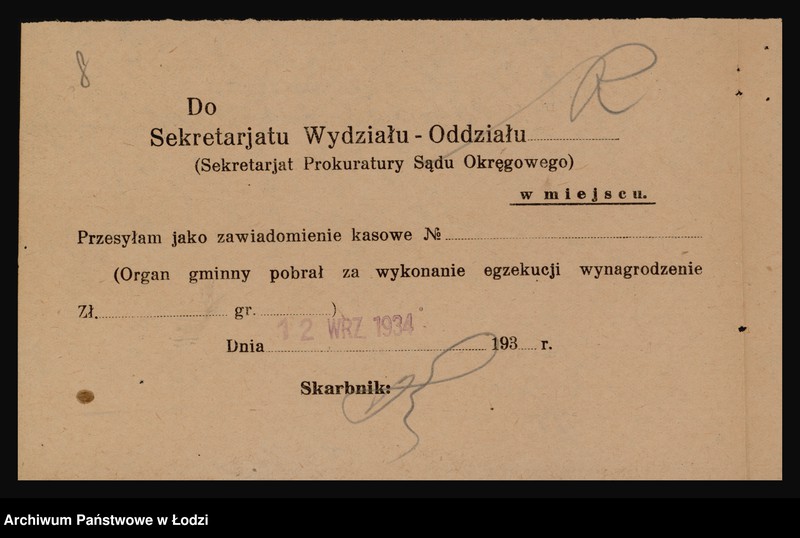 8
R
Do
Sekretarjatu Wydziału - Oddziału
(Sekretarjat Prokuratury Sądu Okręgowego)
w miejscu.
Przesyłam jako zawiadomienie kasowe №
(Organ gminny pobrał za wykonanie egzekucji wynagrodzenie
Zł. gr. )
12 WRZ 1934
Dnia 193 r.
Skarbnik:
Archiwum Państwowe w Łodzi